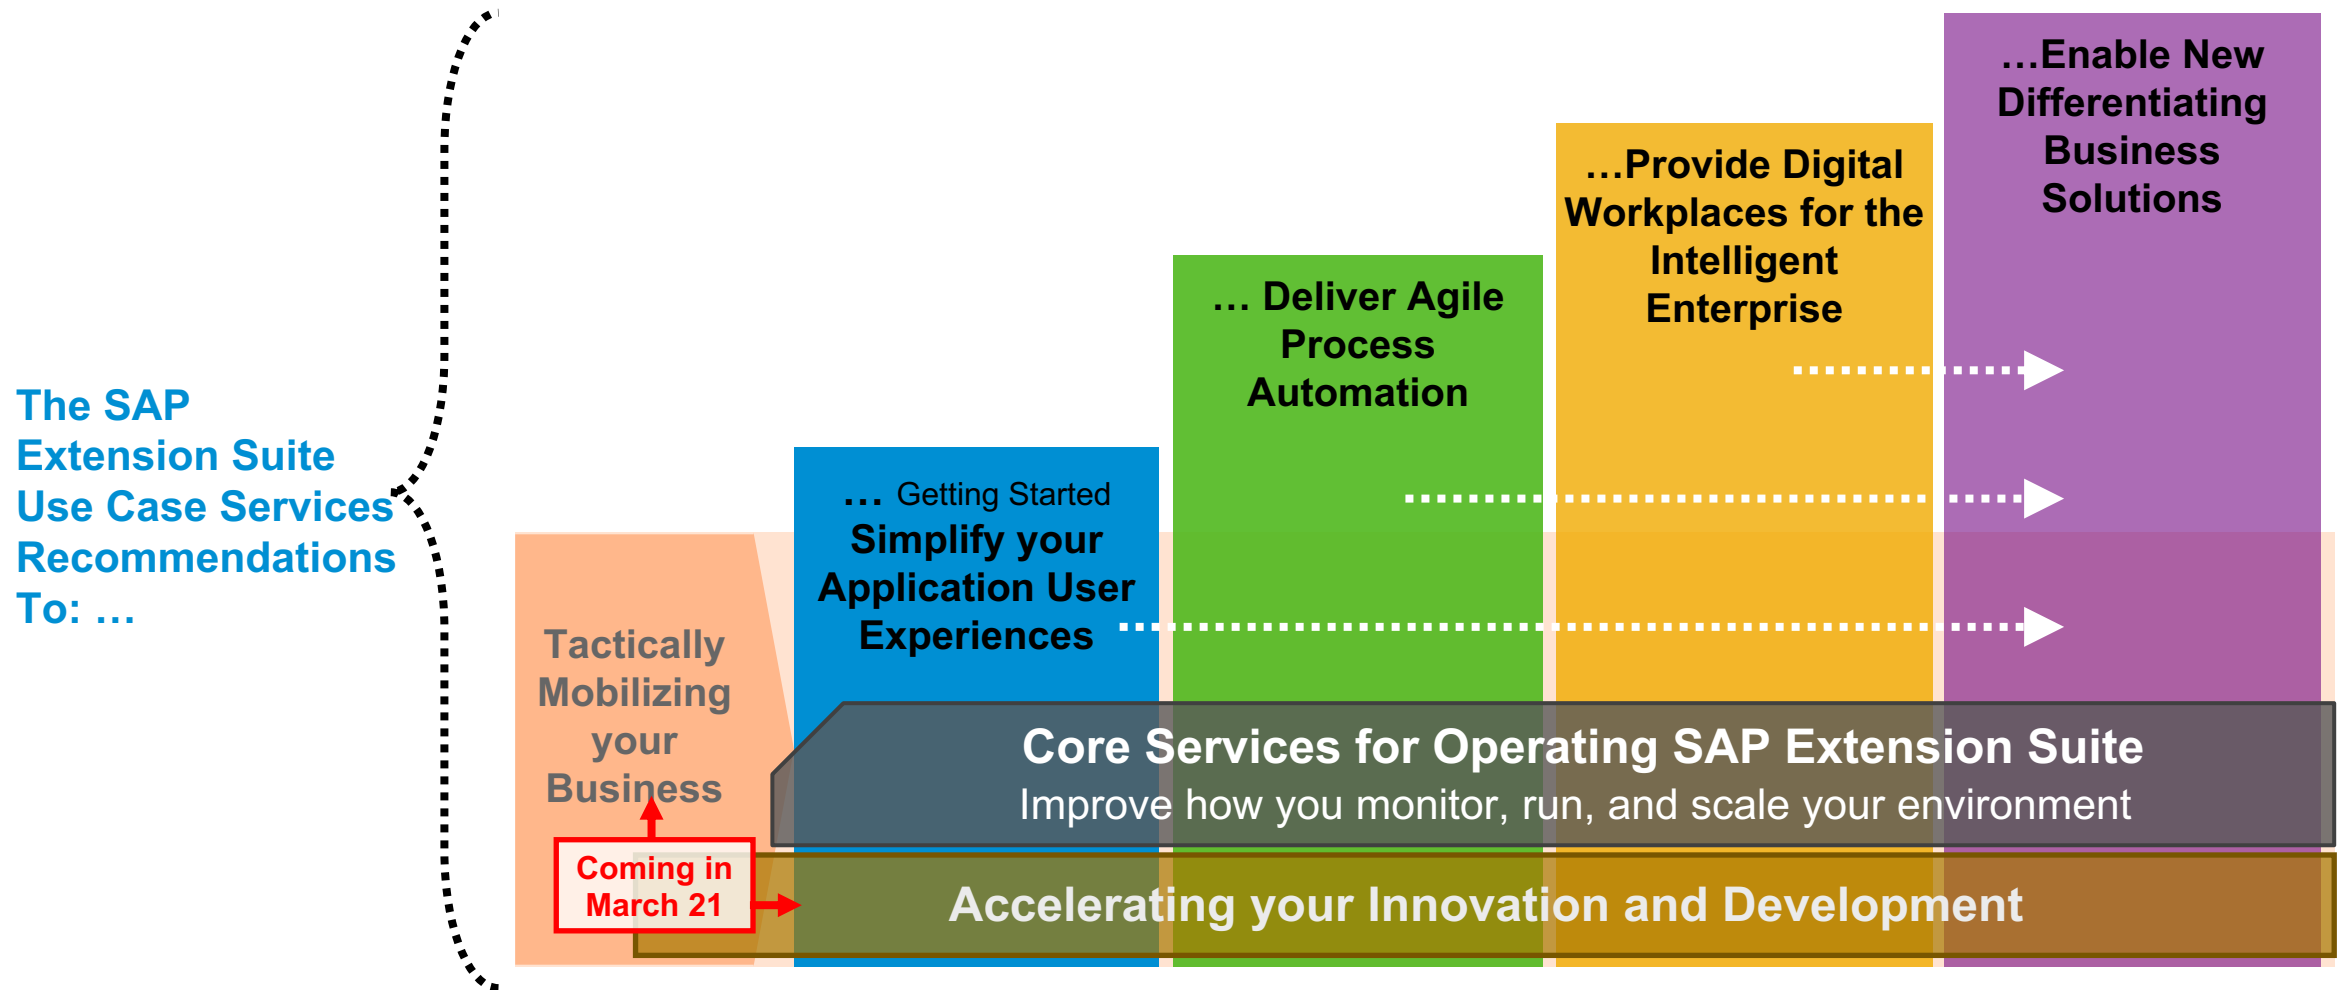 The SAP
Extension Suite
Use Case Services
Recommendations
To: …
Tactically
Mobilizing
your
Business
Coming in
March 21
… Getting Started
Simplify your
Application User
Experiences
… Deliver Agile
Process
Automation
…Provide Digital
Workplaces for the
Intelligent
Enterprise
…Enable New
Differentiating
Business
Solutions
Core Services for Operating SAP Extension Suite
Improve how you monitor, run, and scale your environment
Accelerating your Innovation and Development